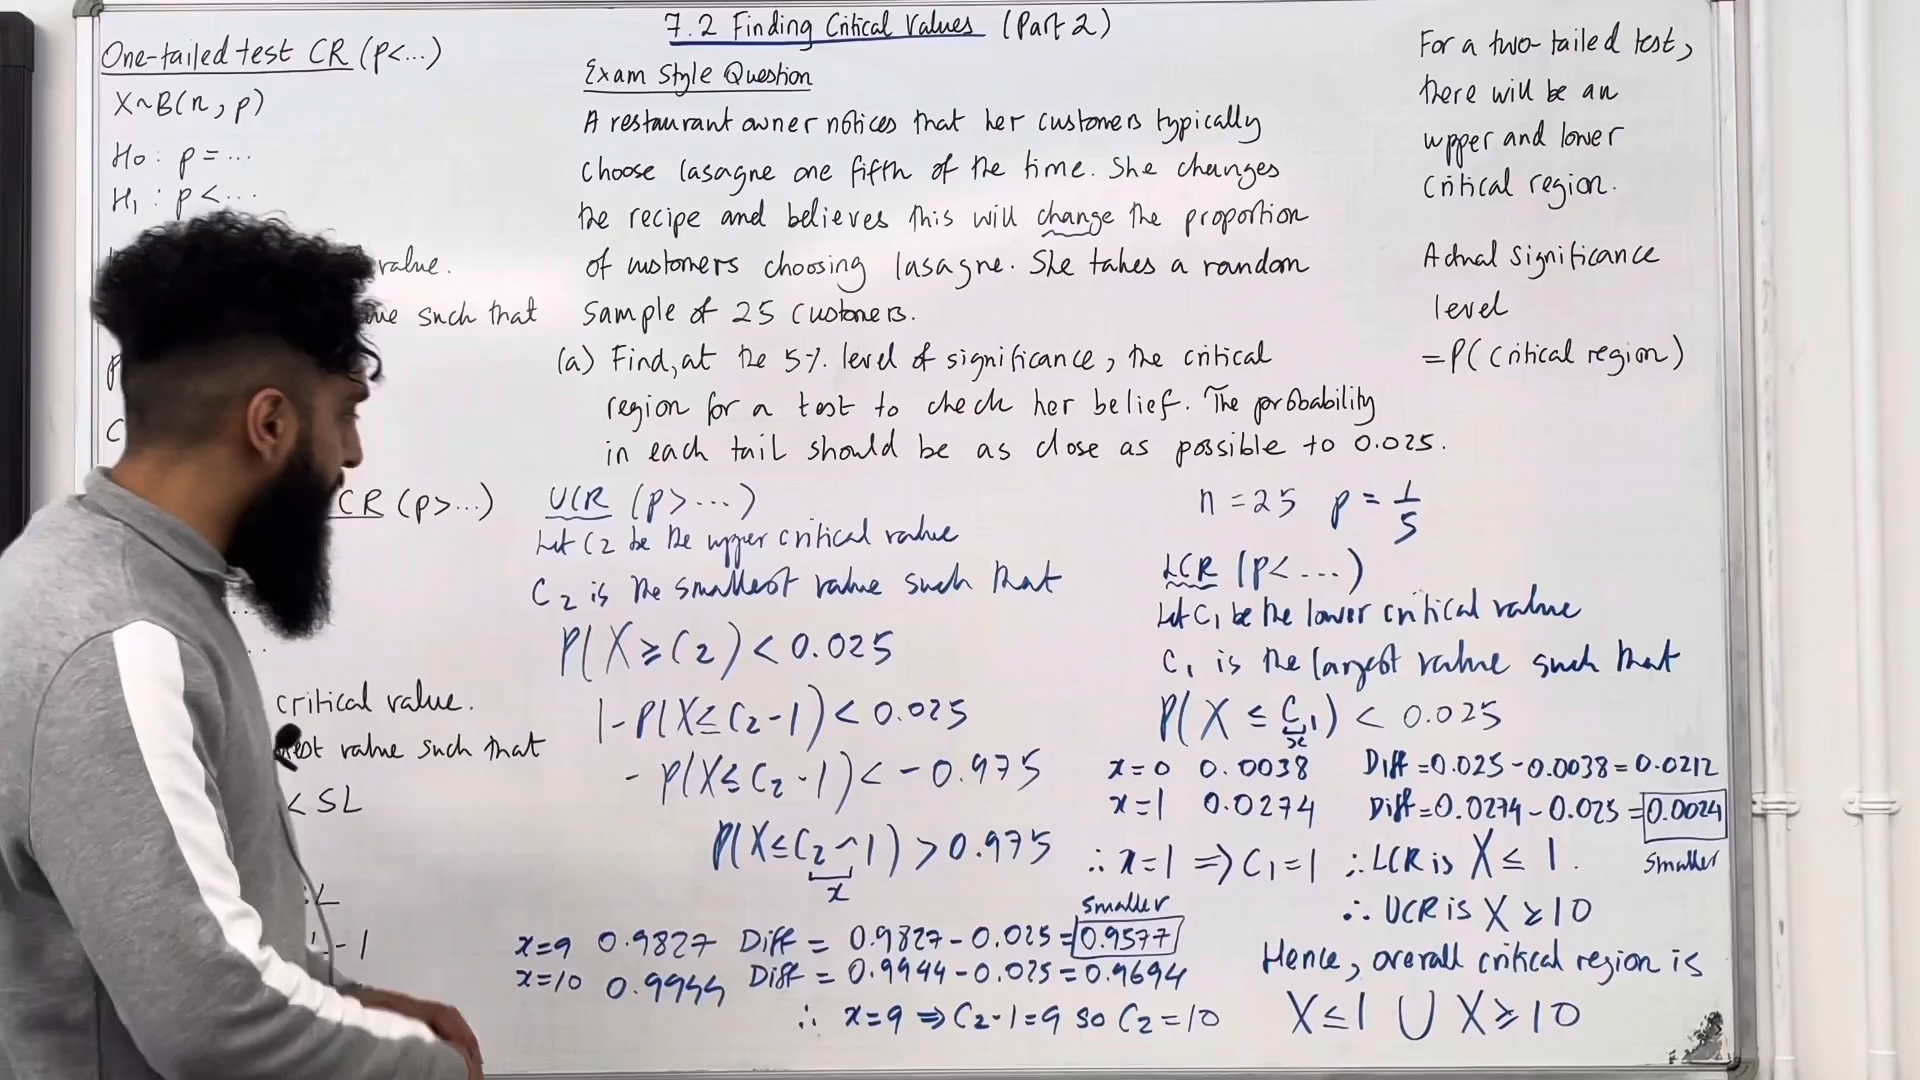 7.2 Finding Critical Values (Part 2)
One-tailed test CR (p<...)
X~B(n, p)
H₀: p = ...
H₁: p < ...
value.
such that
CR (p>...)
critical value.
value such that
< SL
-1
Exam Style Question
A restaurant owner notices that her customers typically
choose lasagne one fifth of the time. She changes
the recipe and believes this will change the proportion
of customers choosing lasagne. She takes a random
sample of 25 customers.
(a) Find, at the 5% level of significance, the critical
region for a test to check her belief. The probability
in each tail should be as close as possible to 0.025.
UCR (p>...)
Let C2 be the upper critical value
C₂ is the smallest value such that
P(X ≥ C₂) < 0.025
1 - P(X ≤ C₂-1) < 0.025
- P(X ≤ C₂-1) < -0.975
P(X ≤ C₂-1) > 0.975
x
smaller
x=9 0.9827 Diff = 0.9827 - 0.025 = 0.9577
x=10 0.9944 Diff = 0.9944 - 0.025 = 0.9694
∴ x=9 ⇒ C₂-1=9 so C₂=10
n = 25 p = 1/5
LCR (p<...)
Let C₁ be the lower critical value
C₁ is the largest value such that
P(X ≤ C₁) < 0.025
x
x=0 0.0038 Diff = 0.025 - 0.0038 = 0.0212
x=1 0.0274 Diff = 0.0274 - 0.025 = 0.0024
∴ x=1 ⇒ C₁=1 ∴ LCR is X ≤ 1. smaller
∴ UCR is X ≥ 10
Hence, overall critical region is
X ≤ 1 ∪ X ≥ 10
For a two-tailed test,
there will be an
upper and lower
critical region.
Actual significance
level
= P(critical region)